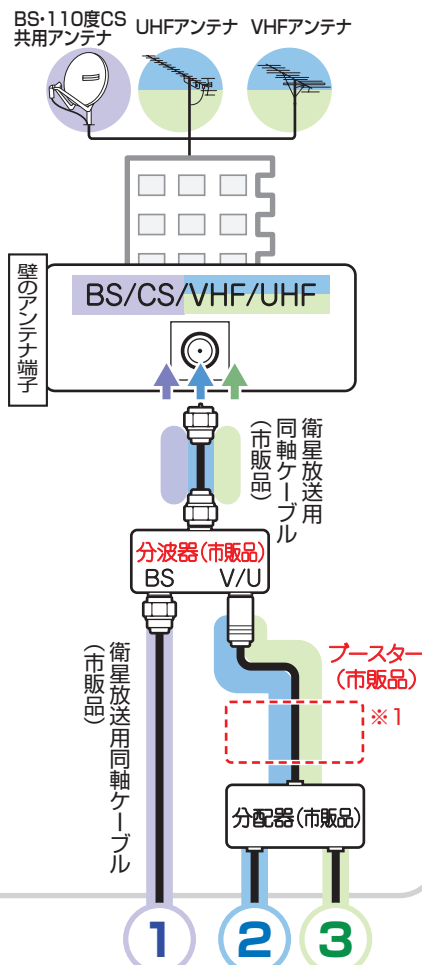 BS・110度CS
共用アンテナ
UHFアンテナ
VHFアンテナ
壁のアンテナ端子
BS/CS/VHF/UHF
衛星放送用
同軸ケーブル
(市販品)
分波器(市販品)
BS V/U
衛星放送用同軸ケーブル
(市販品)
ブースター
(市販品)
※1
分配器(市販品)
1
2
3